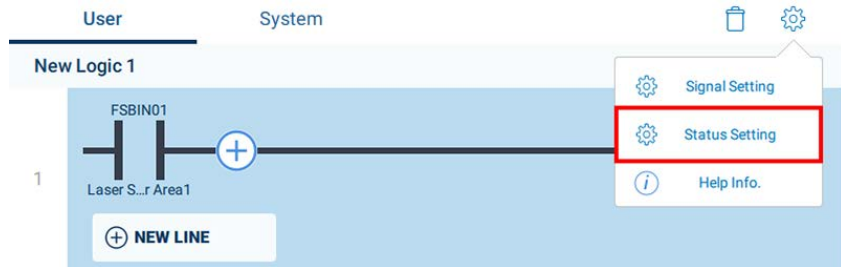 User System
New Logic 1
Signal Setting
FSBIN01
Status Setting
1
Laser S...r Area1
Help Info.
NEW LINE